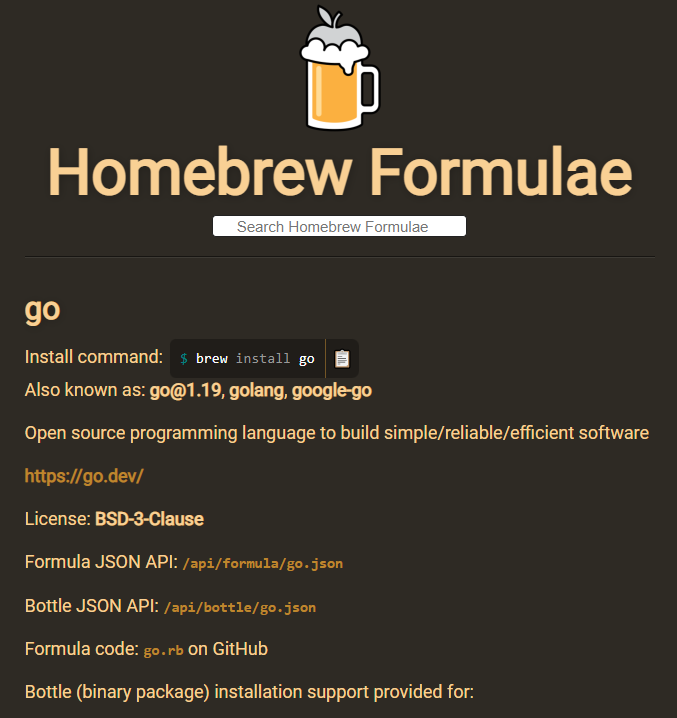 Homebrew Formulae
Search Homebrew Formulae
go
Install command: $ brew install go
Also known as: go@1.19, golang, google-go
Open source programming language to build simple/reliable/efficient software
https://go.dev/
License: BSD-3-Clause
Formula JSON API: /api/formula/go.json
Bottle JSON API: /api/bottle/go.json
Formula code: go.rb on GitHub
Bottle (binary package) installation support provided for: